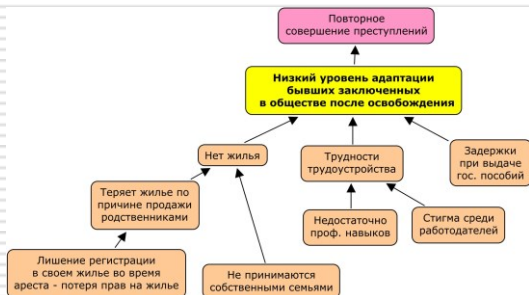 Повторное
совершение преступлений
Низкий уровень адаптации
бывших заключенных
в обществе после освобождения
Нет жилья
Трудности
трудоустройства
Задержки
при выдаче
гос. пособий
Теряет жилье по
причине продажи
родственниками
Недостаточно
проф. навыков
Стигма среди
работодателей
Лишение регистрации
в своем жилье во время
ареста - потеря прав на жилье
Не принимаются
собственными семьями